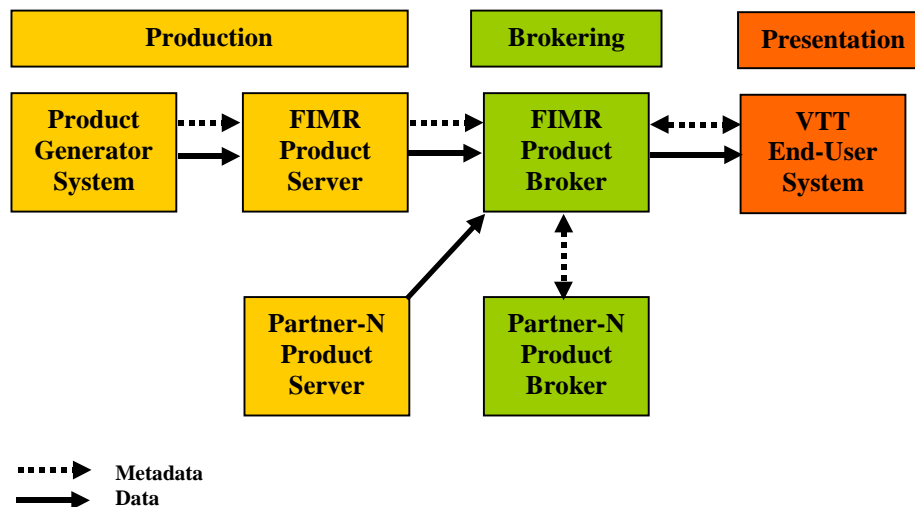 Production
Brokering
Presentation
Product
Generator
System
FIMR
Product
Server
FIMR
Product
Broker
VTT
End-User
System
Partner-N
Product
Server
Partner-N
Product
Broker
Metadata
Data